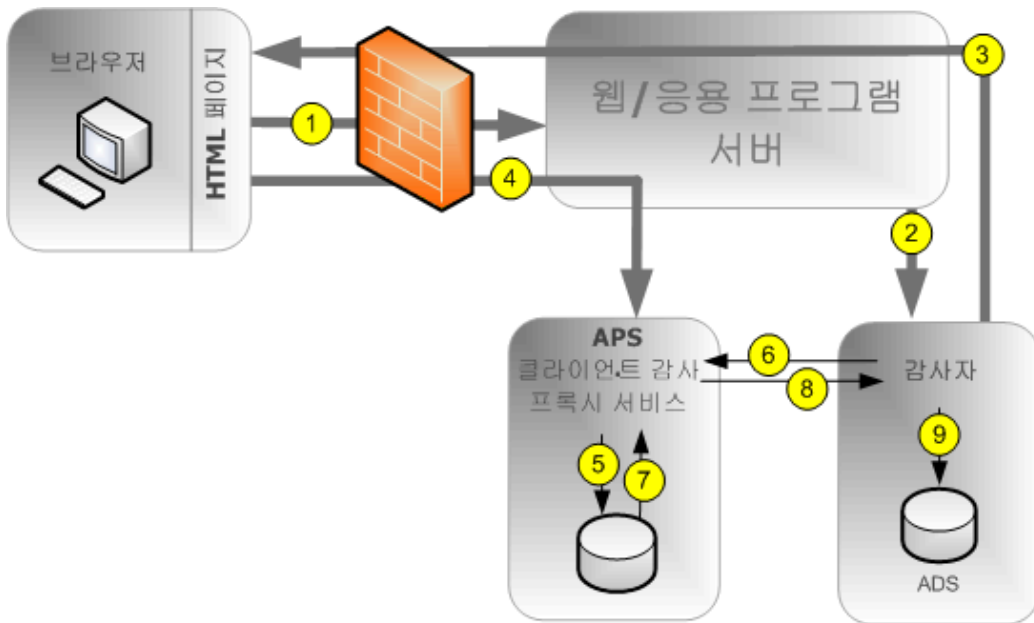 브라우저
HTML 페이지
1
4
3
웹/응용 프로그램
서버
2
APS
클라이언트 감사
프록시 서비스
5
7
6
8
감사자
9
ADS